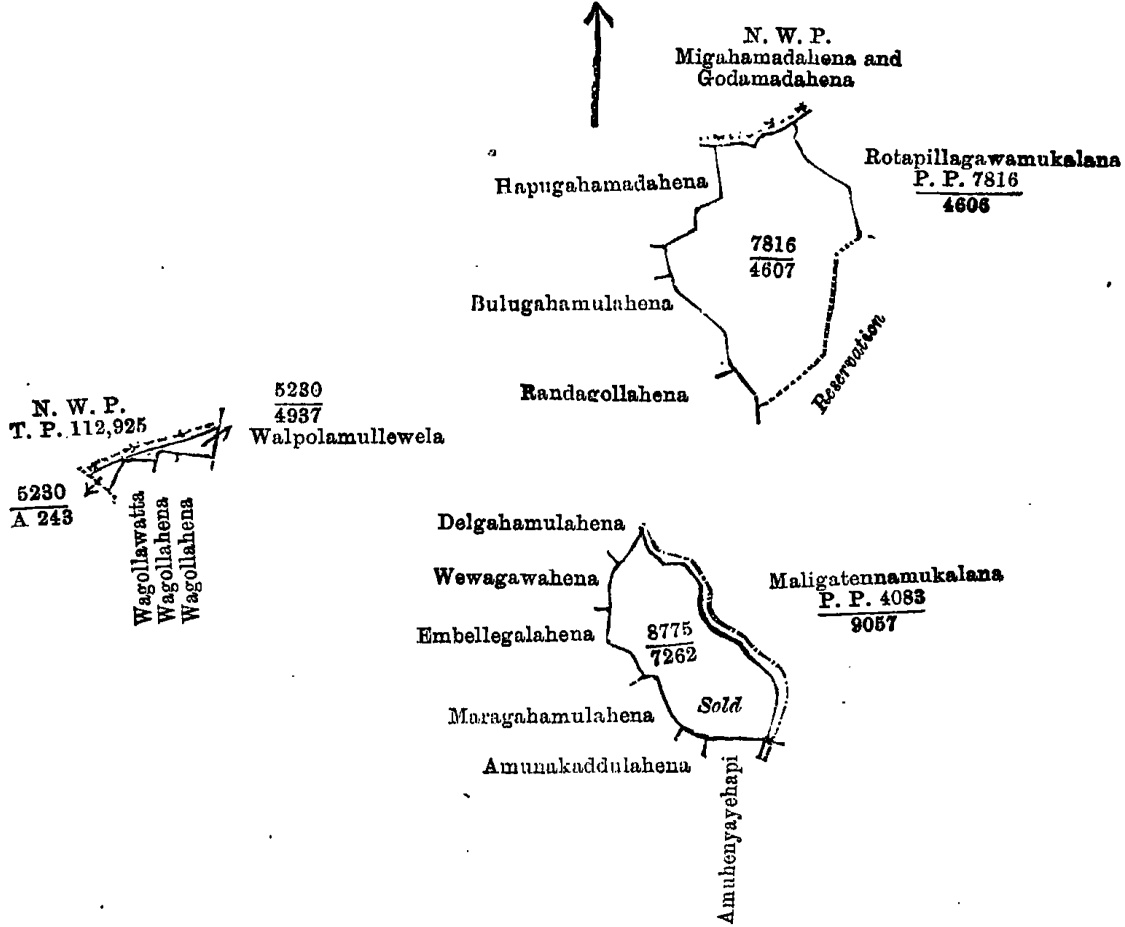 N. W. P.
Migahamadahena and
Godamadahena
Rotapillagawamukalana
P. P. 7816
4606
Hapugahamadahena
7816
4607
Bulugahamulahena
Reservation
Randagollahena
N. W. P.
T. P. 112,925
5230
4937
Walpolamullewela
5230
A 243
Wagollawatta
Wagollahena
Wagollahena
Delgahamulahena
Wewagawahena
Maligatennamukalana
P. P. 4083
9057
Embellegalahena
8775
7262
Sold
Maragahamulahena
Amunakaddulahena
Amuhenyayehapi